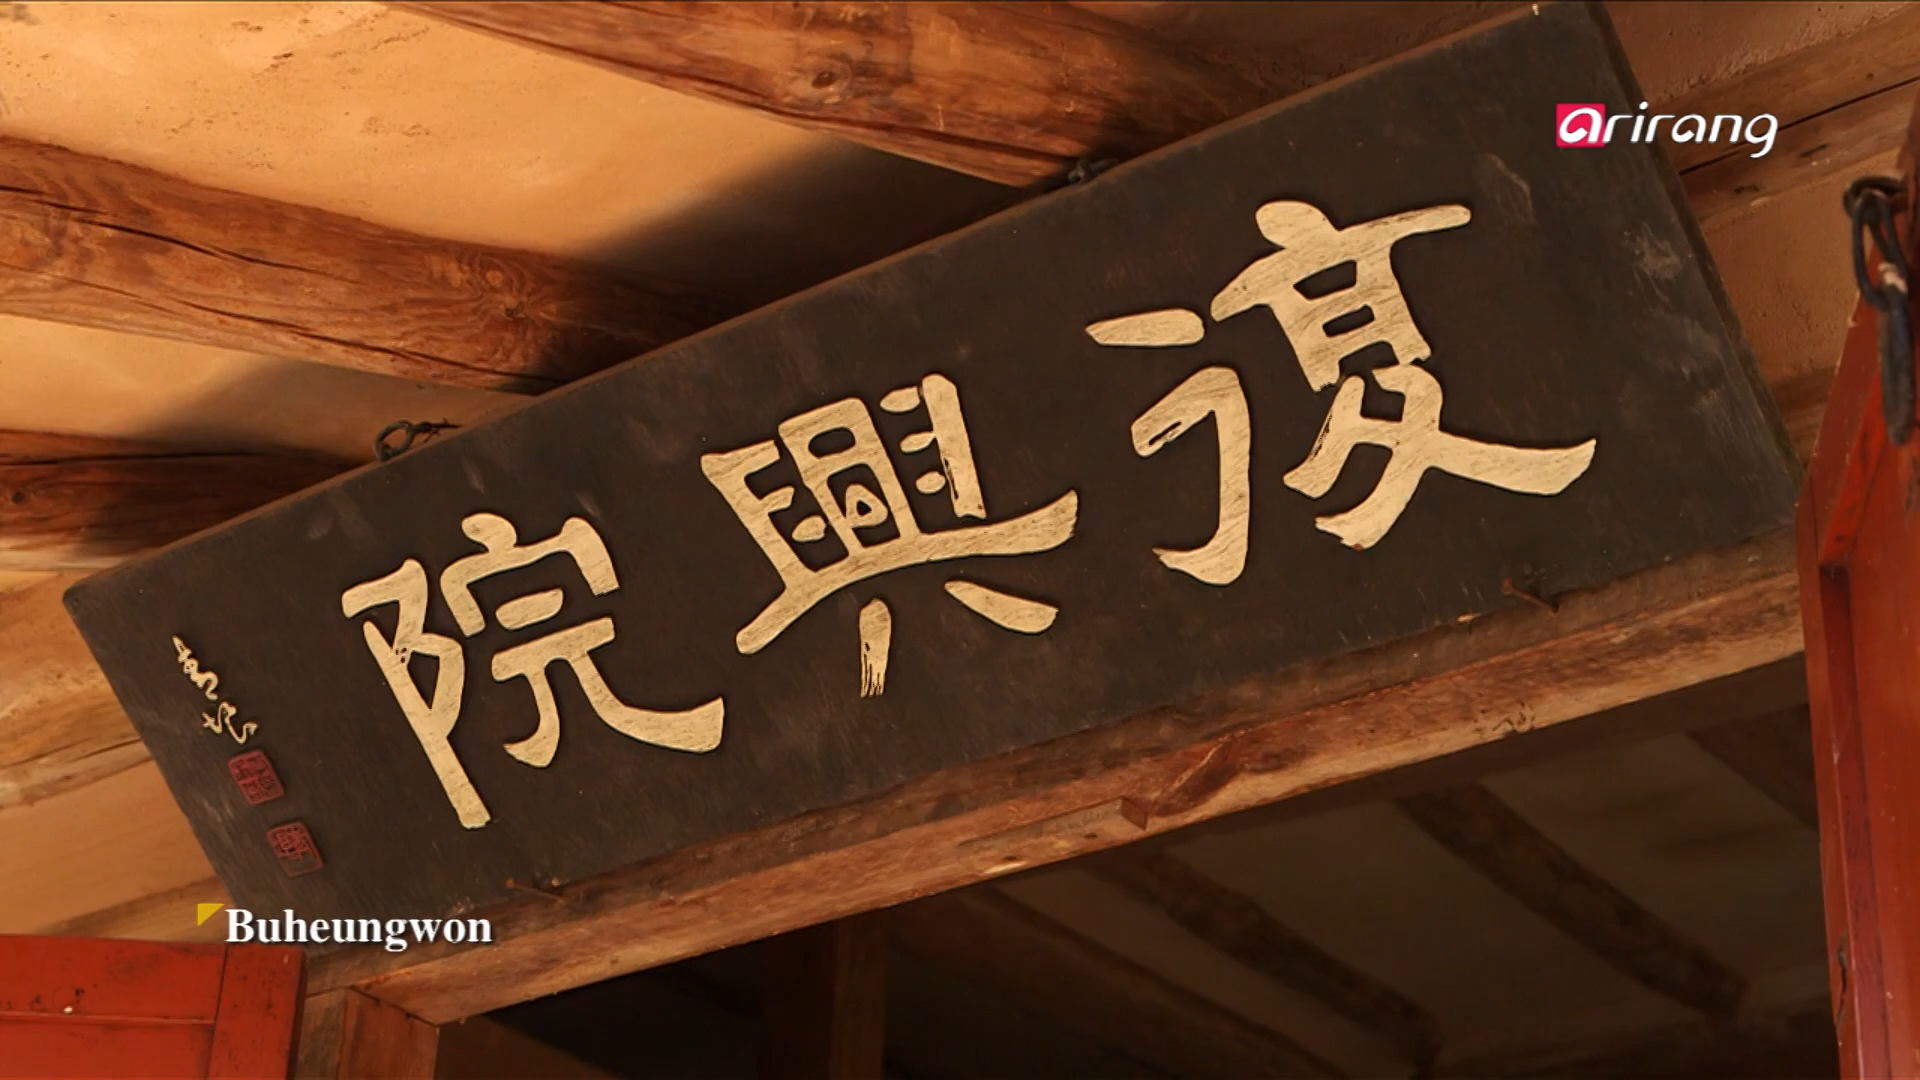 arirang
復興院
Buheungwon